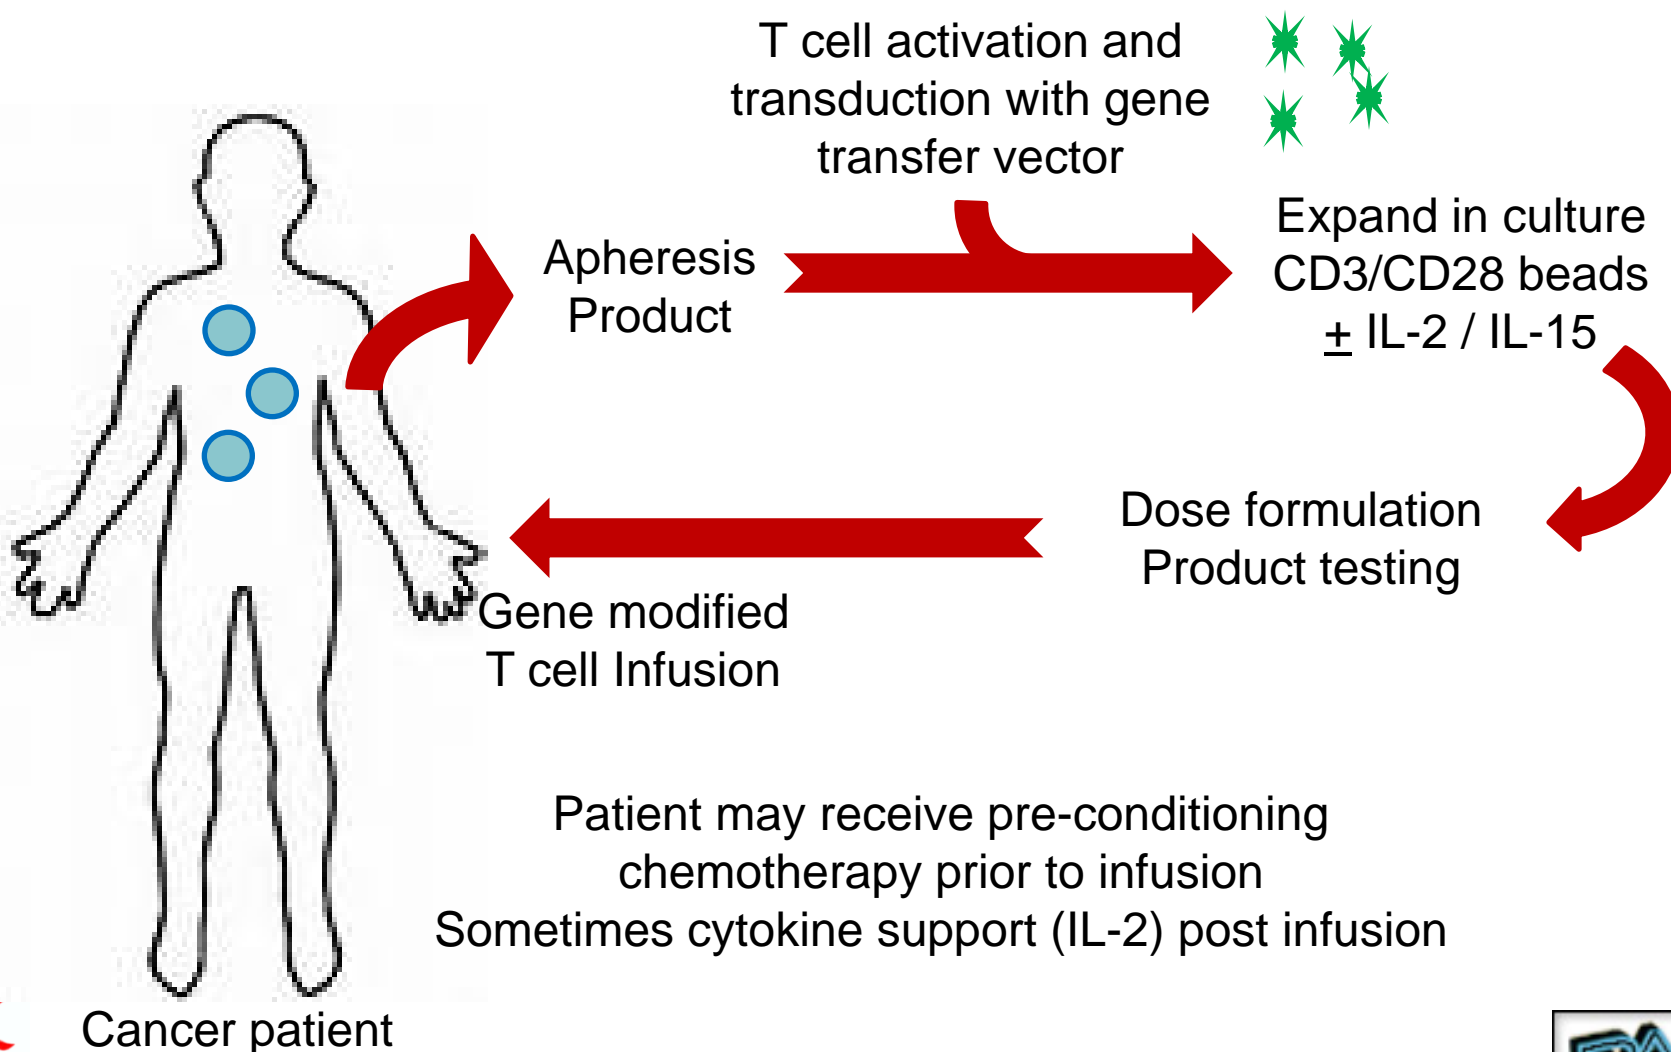 T cell activation and
transduction with gene
transfer vector
Apheresis
Product
Expand in culture
CD3/CD28 beads
± IL-2 / IL-15
Dose formulation
Product testing
Gene modified
T cell Infusion
Patient may receive pre-conditioning
chemotherapy prior to infusion
Sometimes cytokine support (IL-2) post infusion
Cancer patient